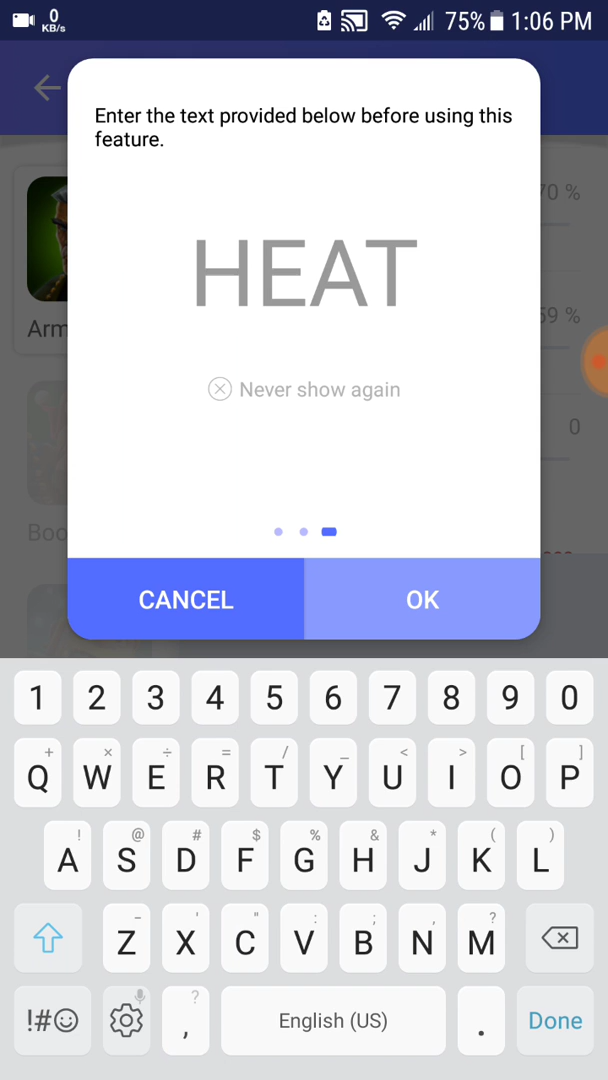 0
KB/s
75% 1:06 PM
Enter the text provided below before using this
feature.
70 %
HEAT
59 %
Arm
Never show again
0
Boo
CANCEL OK
1 2 3 4 5 6 7 8 9 0
+ × ÷ = / _ < > [ ]
Q W E R T Y U I O P
! @ # $ % & * ( )
A S D F G H J K L
- ' " : ; , ?
Z X C V B N M
!#☺ , ? English (US) . Done